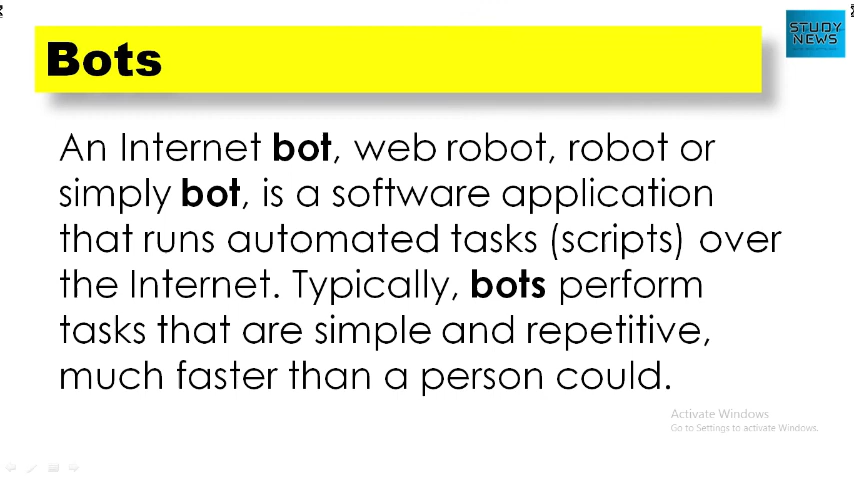 Bots
STUDY
NEWS
An Internet bot, web robot, robot or
simply bot, is a software application
that runs automated tasks (scripts) over
the Internet. Typically, bots perform
tasks that are simple and repetitive,
much faster than a person could.
Activate Windows
Go to Settings to activate Windows.